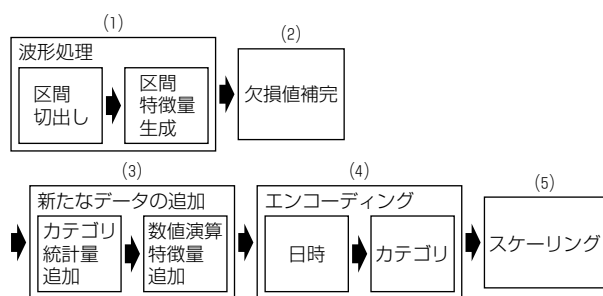 (1)
波形処理
区間
切出し
区間
特徴量
生成
(2)
欠損値補完
(3)
新たなデータの追加
カテゴリ
統計量
追加
数値演算
特徴量
追加
(4)
エンコーディング
日時
カテゴリ
(5)
スケーリング